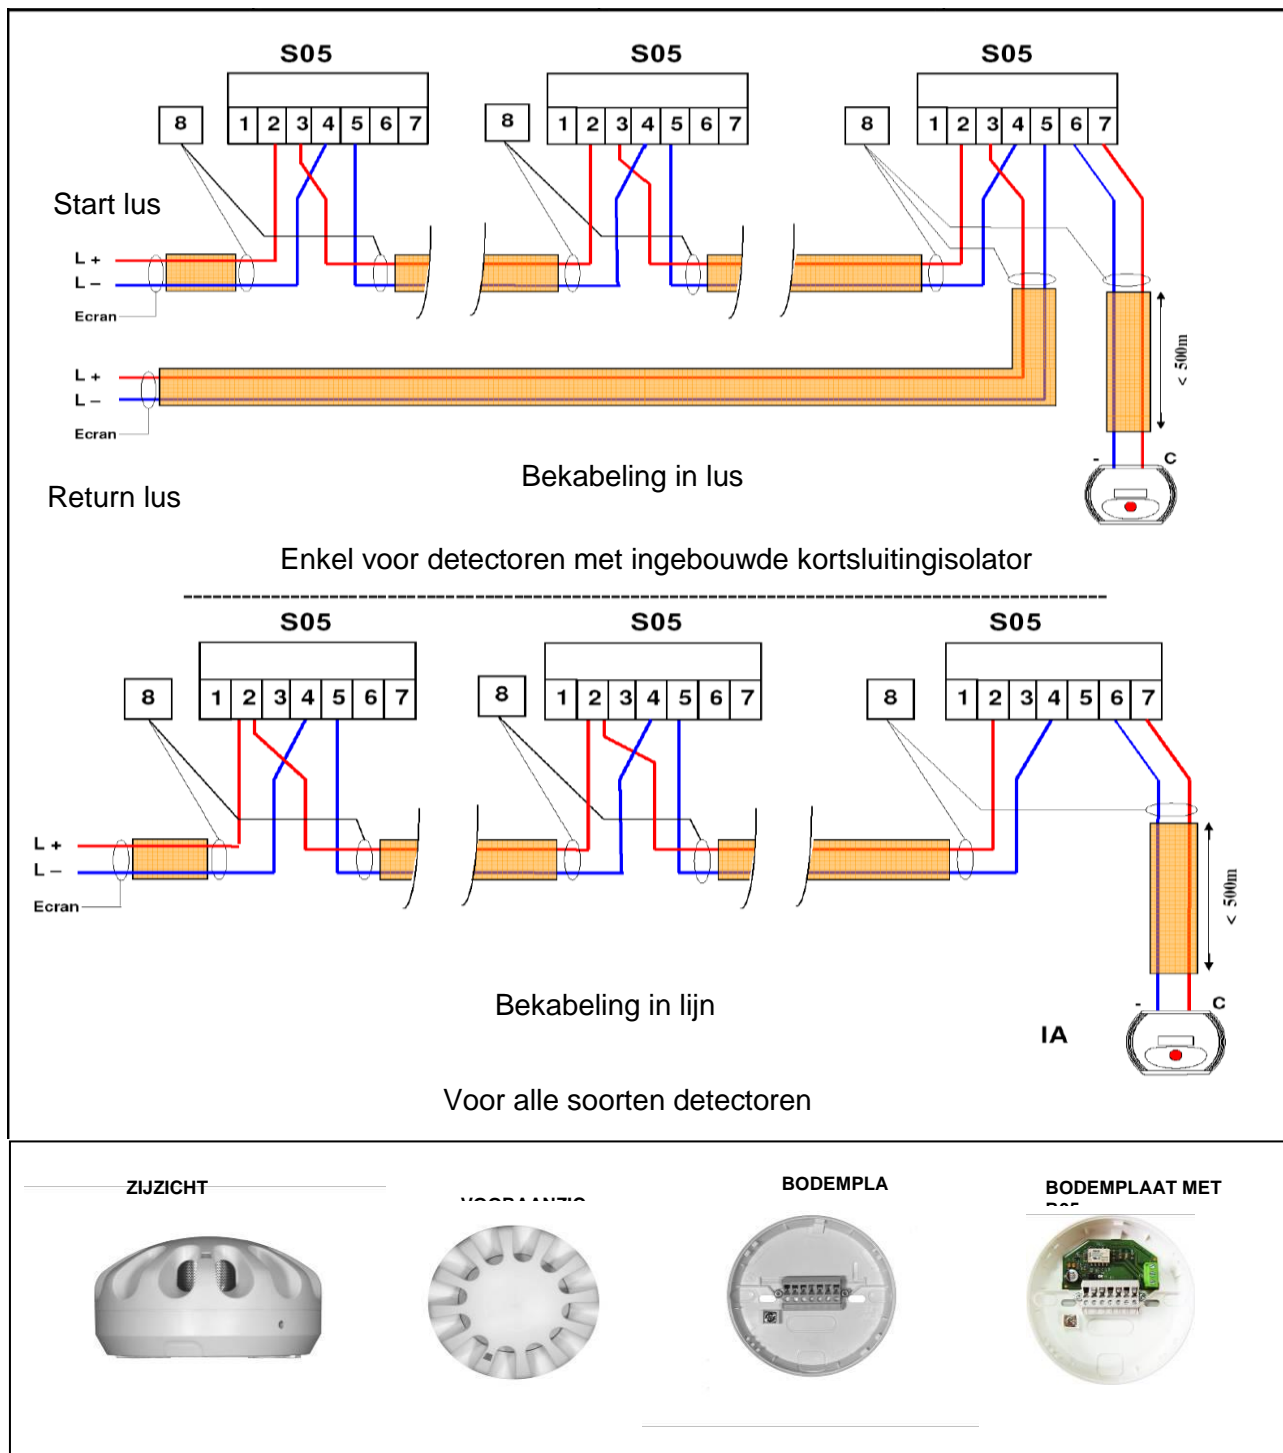 S05 S05 S05
8 1 2 3 4 5 6 7 8 1 2 3 4 5 6 7 8 1 2 3 4 5 6 7
Start lus
L +
L –
Ecran
L +
L –
Ecran
< 500m
- C
Bekabeling in lus
Return lus
Enkel voor detectoren met ingebouwde kortsluitingisolator
S05 S05 S05
8 1 2 3 4 5 6 7 8 1 2 3 4 5 6 7 8 1 2 3 4 5 6 7
L +
L –
Ecran
< 500m
Bekabeling in lijn
- C
IA
Voor alle soorten detectoren
ZIJZICHT
BODEMPLA
BODEMPLAAT MET